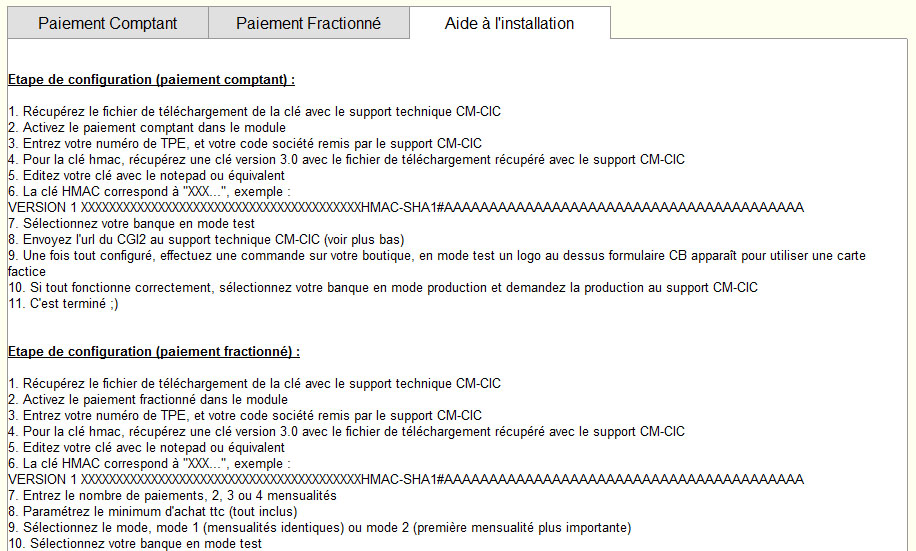 Paiement Comptant
Paiement Fractionné
Aide à l'installation
Etape de configuration (paiement comptant) :
1. Récupérez le fichier de téléchargement de la clé avec le support technique CM-CIC
2. Activez le paiement comptant dans le module
3. Entrez votre numéro de TPE, et votre code société remis par le support CM-CIC
4. Pour la clé hmac, récupérez une clé version 3.0 avec le fichier de téléchargement récupéré avec le support CM-CIC
5. Editez votre clé avec le notepad ou équivalent
6. La clé HMAC correspond à "XXX...", exemple :
VERSION 1 XXXXXXXXXXXXXXXXXXXXXXXXXXXXXXXXXXXXXXXXHMAC-SHA1#AAAAAAAAAAAAAAAAAAAAAAAAAAAAAAAAAAAAAAAA
7. Sélectionnez votre banque en mode test
8. Envoyez l'url du CGI2 au support technique CM-CIC (voir plus bas)
9. Une fois tout configuré, effectuez une commande sur votre boutique, en mode test un logo au dessus formulaire CB apparaît pour utiliser une carte
factice
10. Si tout fonctionne correctement, sélectionnez votre banque en mode production et demandez la production au support CM-CIC
11. C'est terminé ;)
Etape de configuration (paiement fractionné) :
1. Récupérez le fichier de téléchargement de la clé avec le support technique CM-CIC
2. Activez le paiement fractionné dans le module
3. Entrez votre numéro de TPE, et votre code société remis par le support CM-CIC
4. Pour la clé hmac, récupérez une clé version 3.0 avec le fichier de téléchargement récupéré avec le support CM-CIC
5. Editez votre clé avec le notepad ou équivalent
6. La clé HMAC correspond à "XXX...", exemple :
VERSION 1 XXXXXXXXXXXXXXXXXXXXXXXXXXXXXXXXXXXXXXXXHMAC-SHA1#AAAAAAAAAAAAAAAAAAAAAAAAAAAAAAAAAAAAAAAA
7. Entrez le nombre de paiements, 2, 3 ou 4 mensualités
8. Paramétrez le minimum d'achat ttc (tout inclus)
9. Sélectionnez le mode, mode 1 (mensualités identiques) ou mode 2 (première mensualité plus importante)
10. Sélectionnez votre banque en mode test